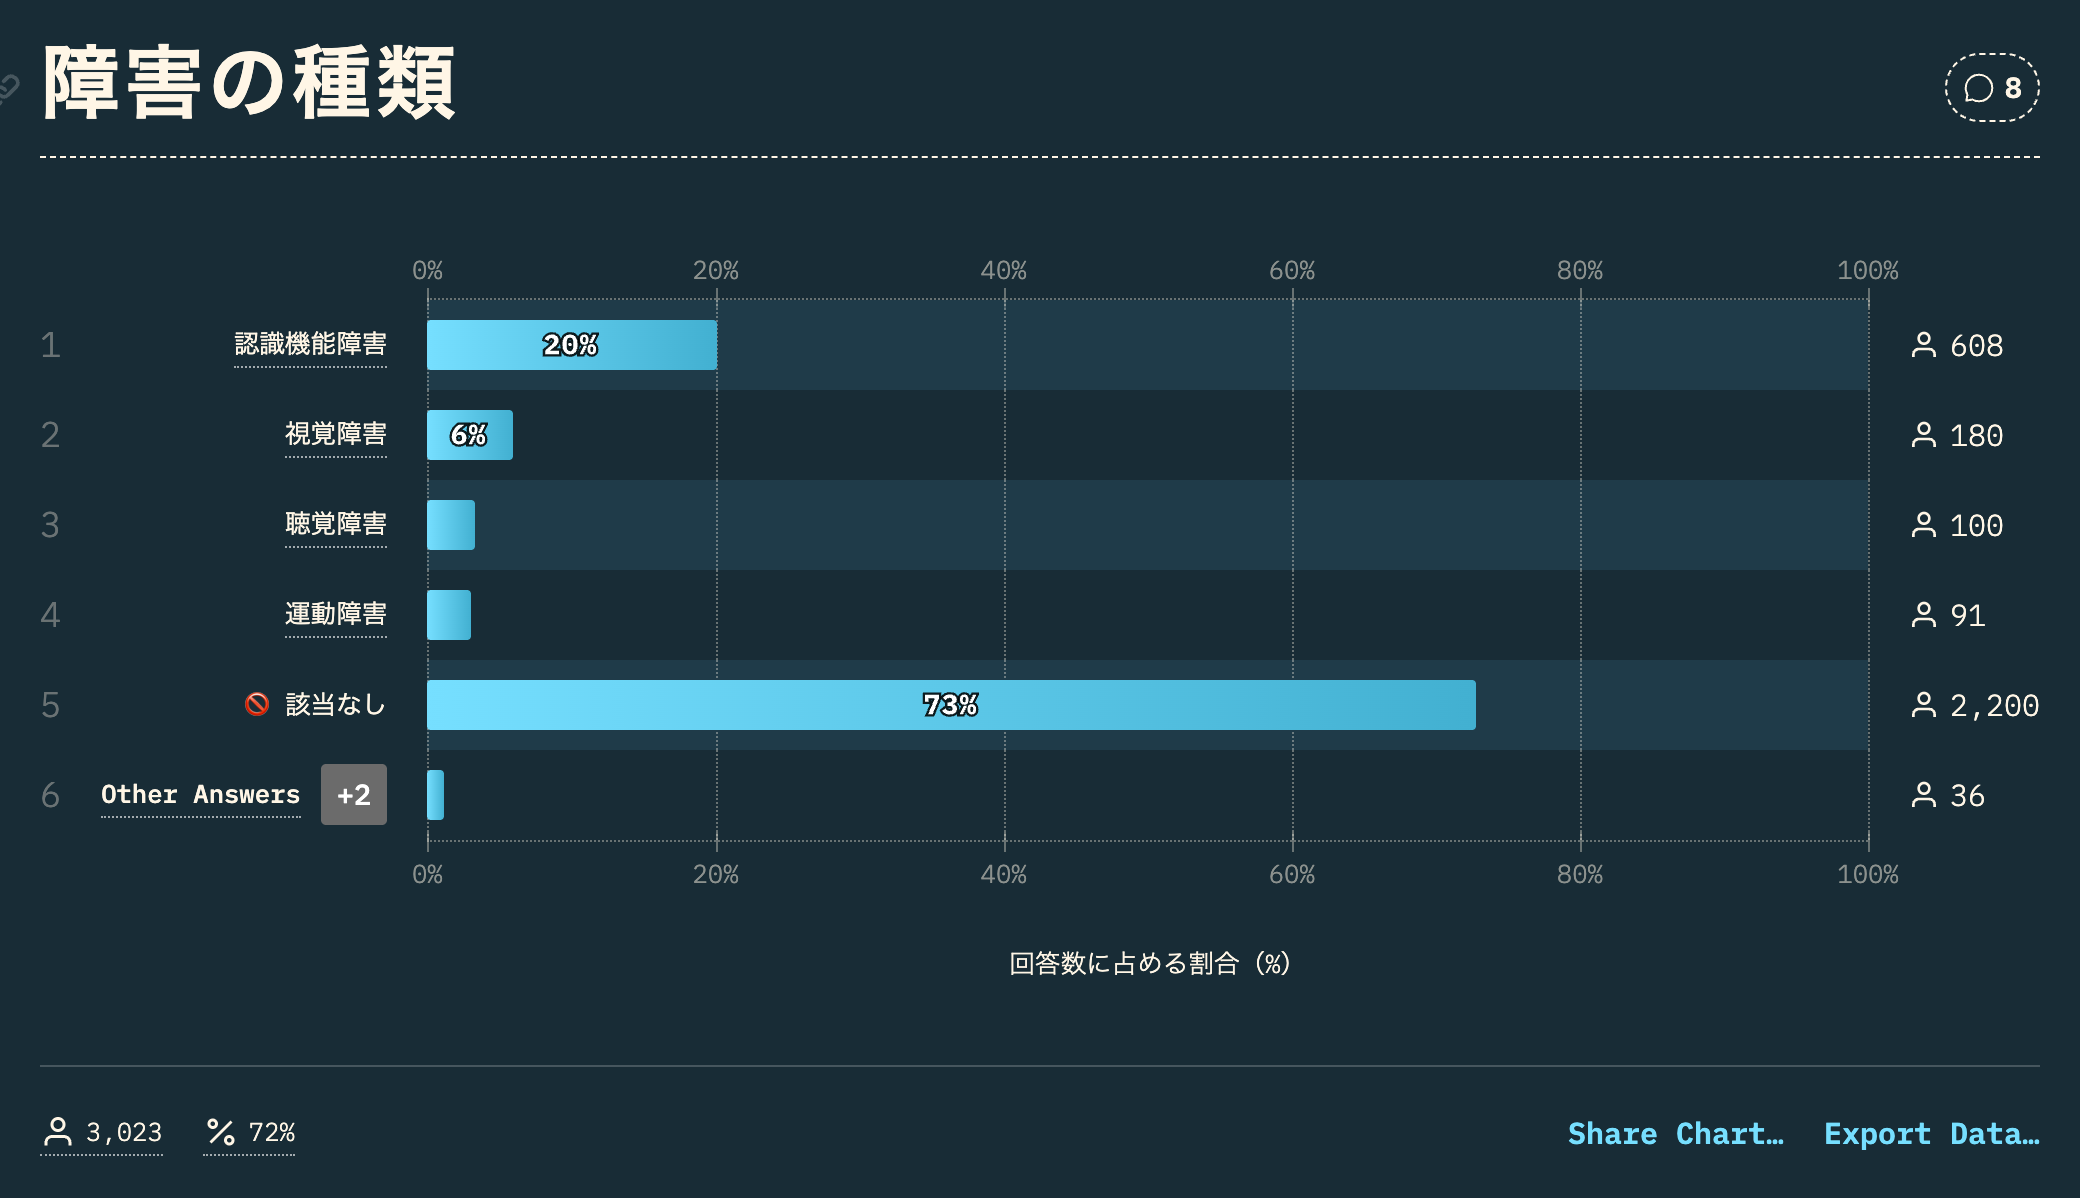 障害の種類
8
0% 20% 40% 60% 80% 100%
1 認識機能障害 20% 608
2 視覚障害 6% 180
3 聴覚障害 100
4 運動障害 91
5 🚫 該当なし 73% 2,200
6 Other Answers +2 36
0% 20% 40% 60% 80% 100%
回答数に占める割合 (%)
3,023 72% Share Chart… Export Data…